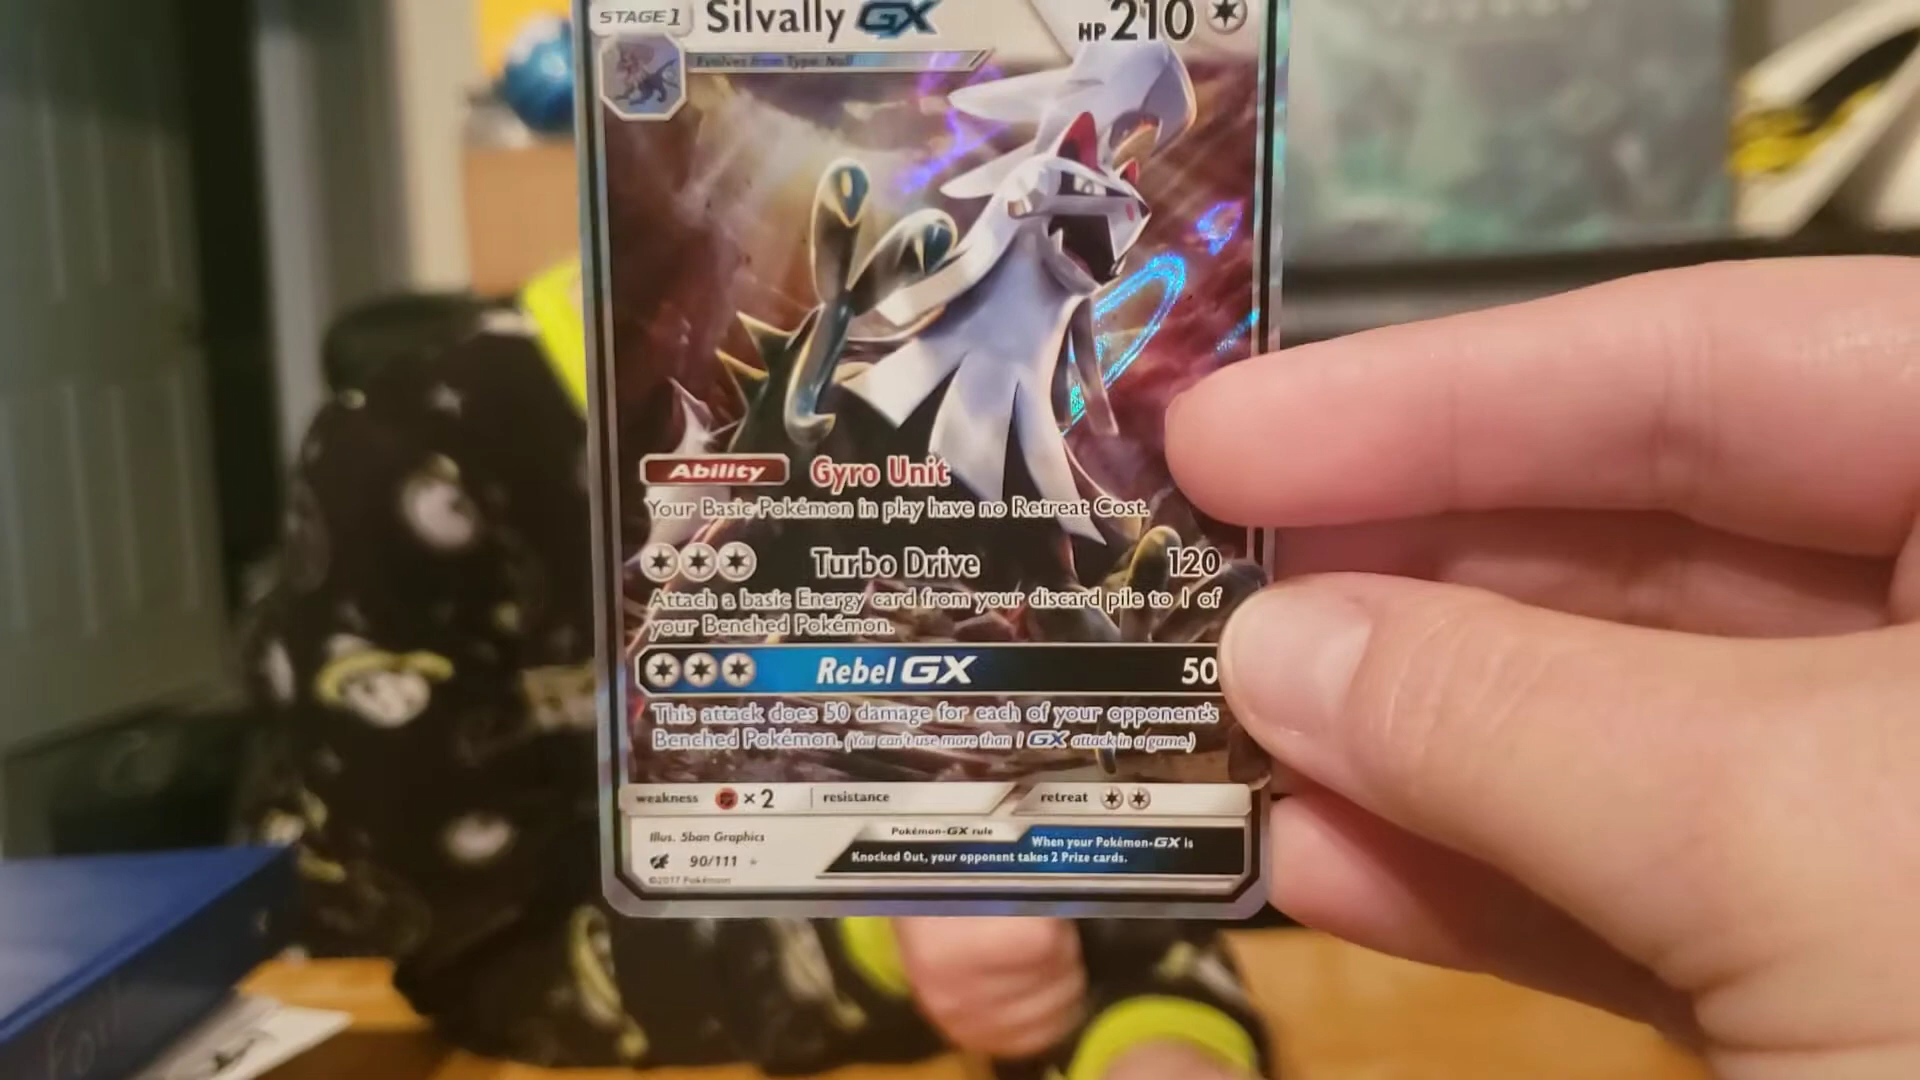 STAGE 1 Silvally GX HP 210
Evolves from Type: Null
Ability Gyro Unit
Your Basic Pokémon in play have no Retreat Cost.
Turbo Drive 120
Attach a basic Energy card from your discard pile to 1 of
your Benched Pokémon.
Rebel GX 50
This attack does 50 damage for each of your opponent's
Benched Pokémon. (You can't use more than 1 GX attack in a game.)
weakness ×2 resistance retreat
Illus. 5ban Graphics
Pokémon-GX rule
When your Pokémon-GX is
Knocked Out, your opponent takes 2 Prize cards.
90/111
©2017 Pokémon
Foil